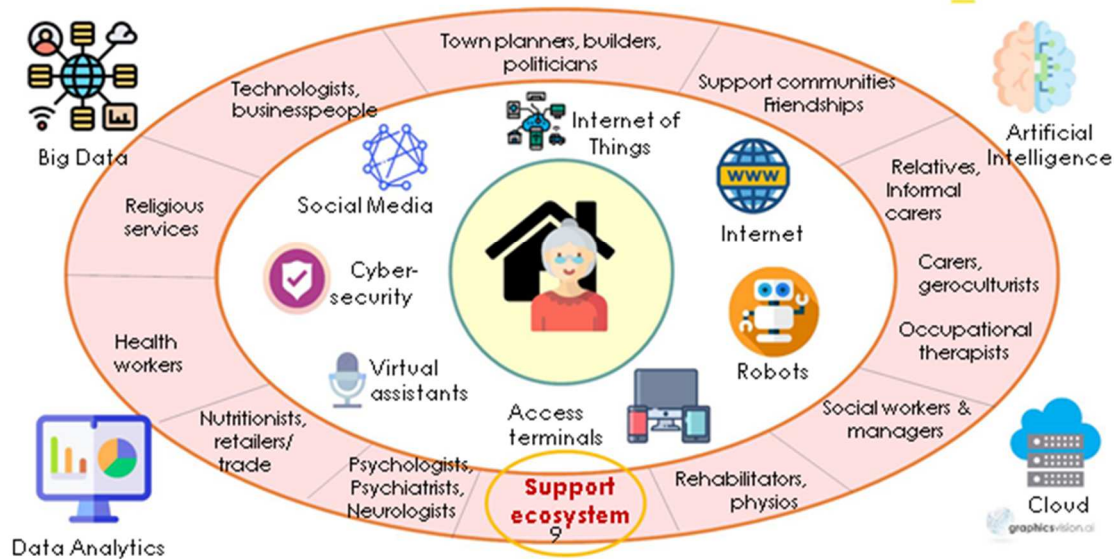 Town planners, builders,
politicians
Technologists,
businesspeople
Support communities
Friendships
Big Data
Artificial
Intelligence
Internet of
Things
Social Media
WWW
Internet
Relatives,
Informal
carers
Religious
services
Cyber-
security
Carers,
geroculturists
Robots
Occupational
therapists
Health
workers
Virtual
assistants
Access
terminals
Social workers &
managers
Nutritionists,
retailers/
trade
Psychologists,
Psychiatrists,
Neurologists
Support
ecosystem
9
Rehabilitators,
physios
Cloud
graphicsvision.ai
Data Analytics